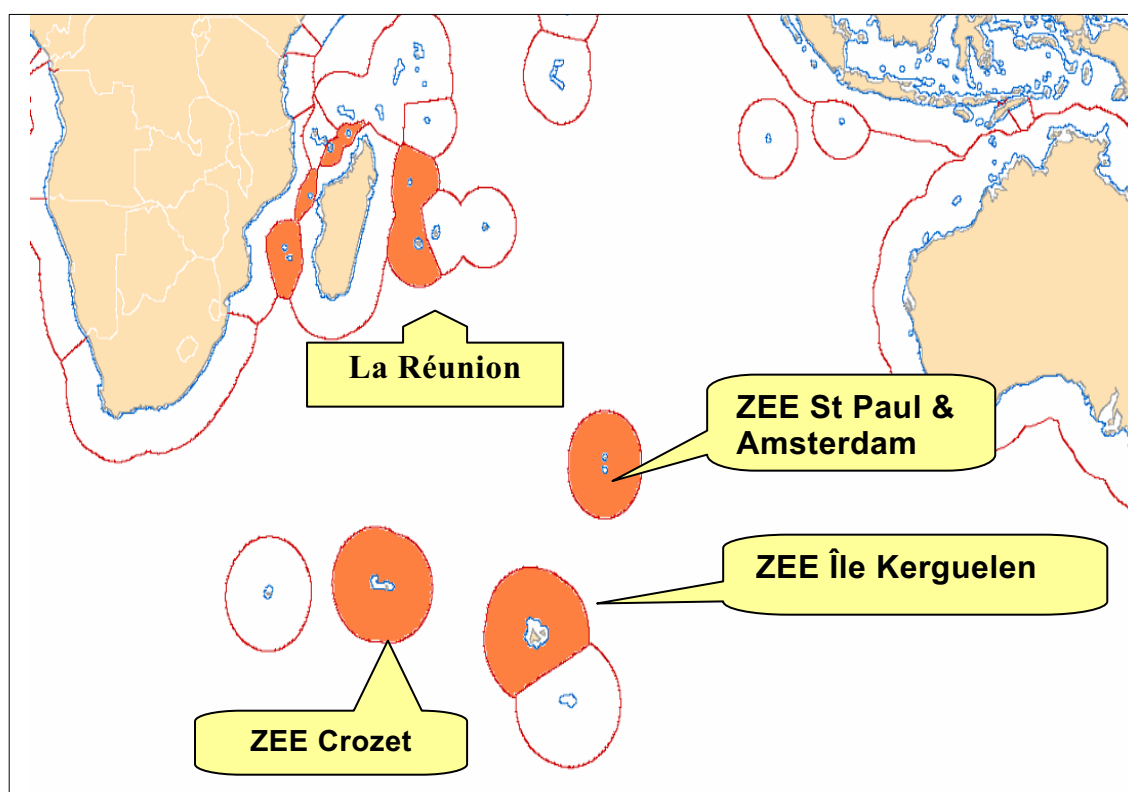 La Réunion
ZEE St Paul &
Amsterdam
ZEE Île Kerguelen
ZEE Crozet